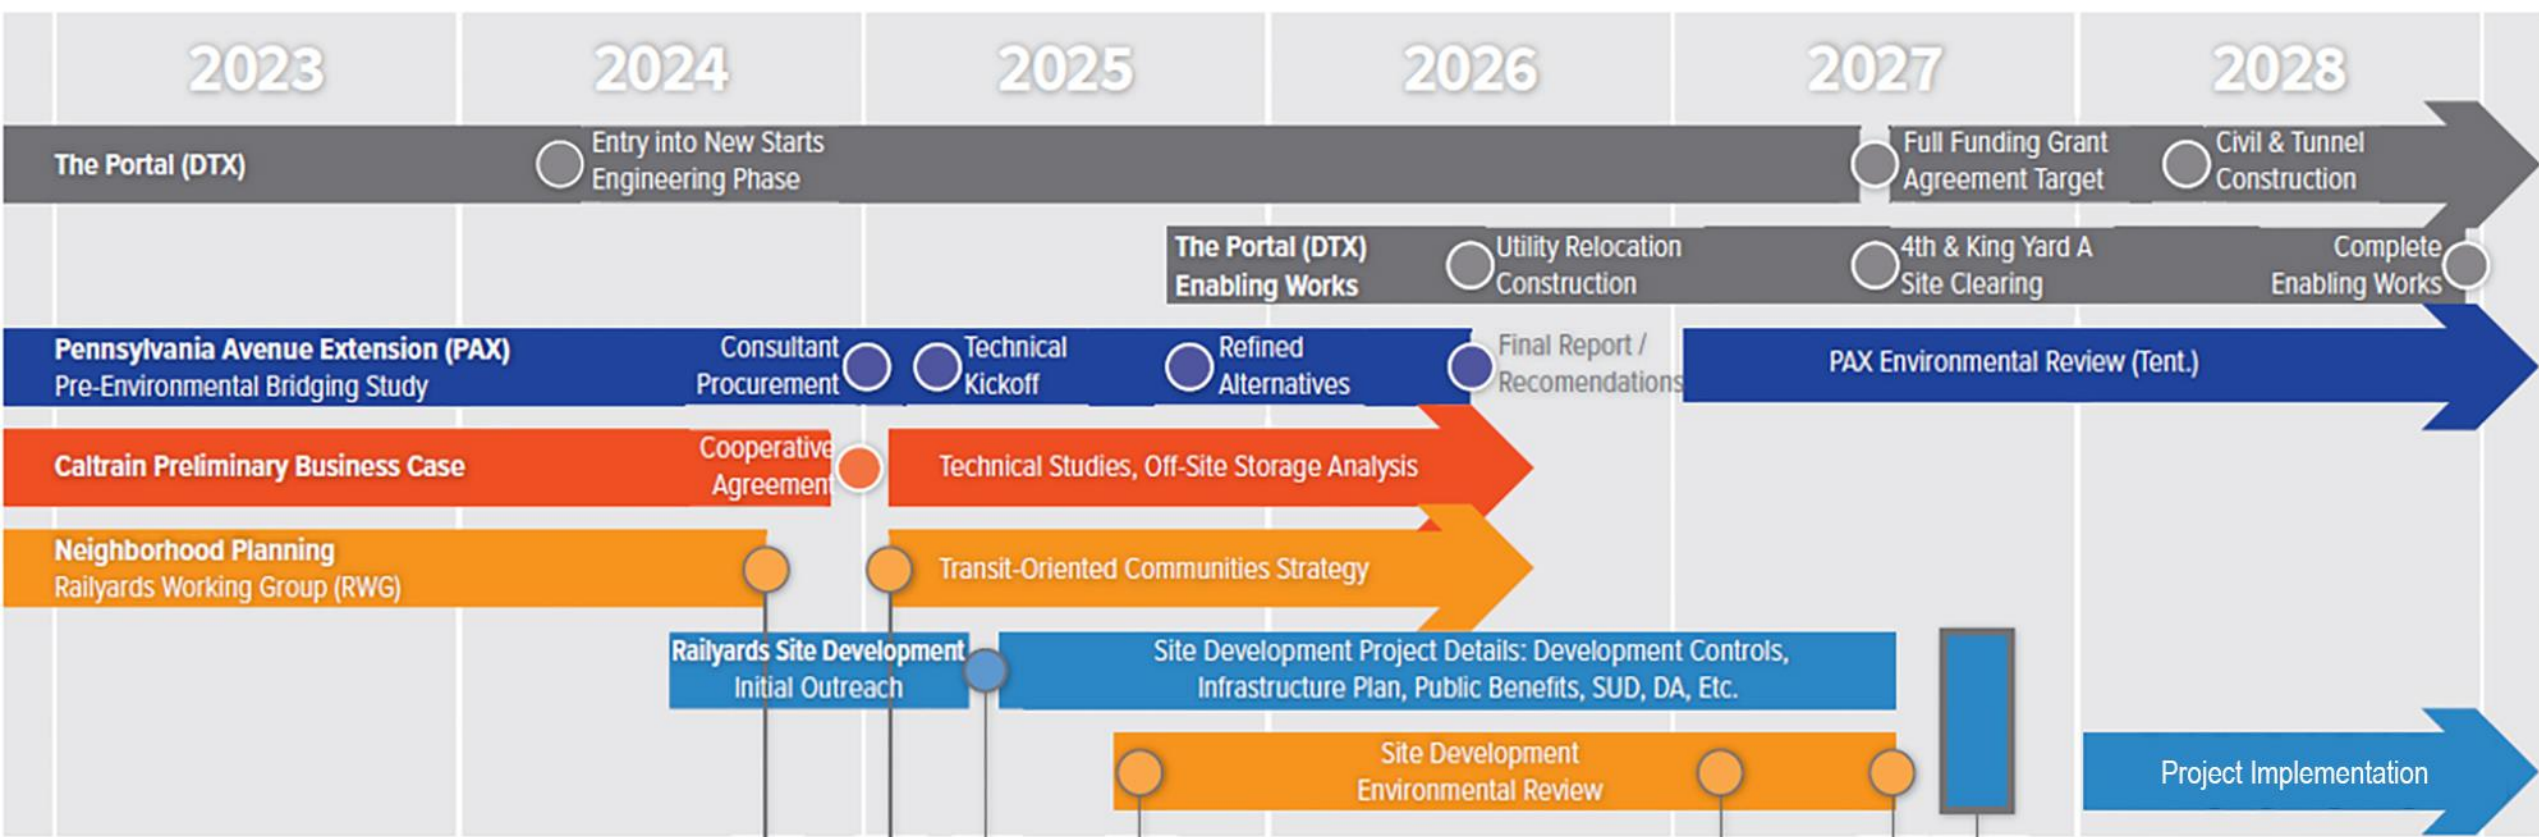 2023 2024 2025 2026 2027 2028
The Portal (DTX)
Entry into New Starts
Engineering Phase
Full Funding Grant
Agreement Target
Civil & Tunnel
Construction
The Portal (DTX)
Enabling Works
Utility Relocation
Construction
4th & King Yard A
Site Clearing
Complete
Enabling Works
Pennsylvania Avenue Extension (PAX)
Pre-Environmental Bridging Study
Consultant
Procurement
Technical
Kickoff
Refined
Alternatives
Final Report /
Recomendations
PAX Environmental Review (Tent.)
Caltrain Preliminary Business Case
Cooperative
Agreement
Technical Studies, Off-Site Storage Analysis
Neighborhood Planning
Railyards Working Group (RWG)
Transit-Oriented Communities Strategy
Railyards Site Development
Initial Outreach
Site Development Project Details: Development Controls,
Infrastructure Plan, Public Benefits, SUD, DA, Etc.
Site Development
Environmental Review
Project Implementation